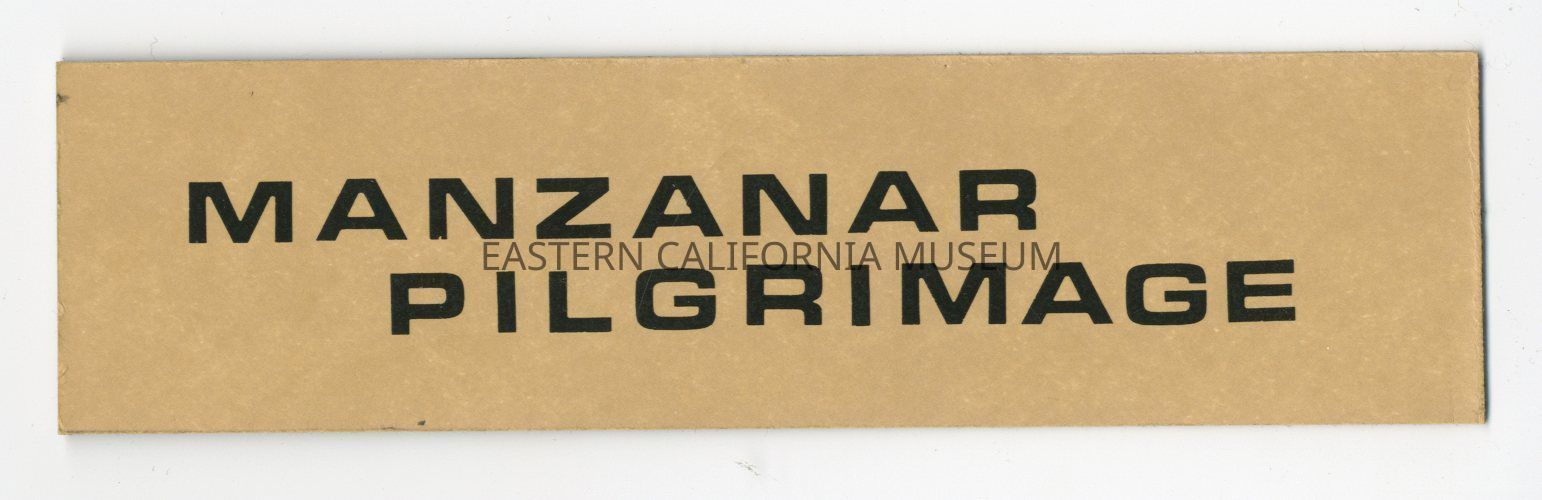 MANZANAR
EASTERN CALIFORNIA MUSEUM
PILGRIMAGE